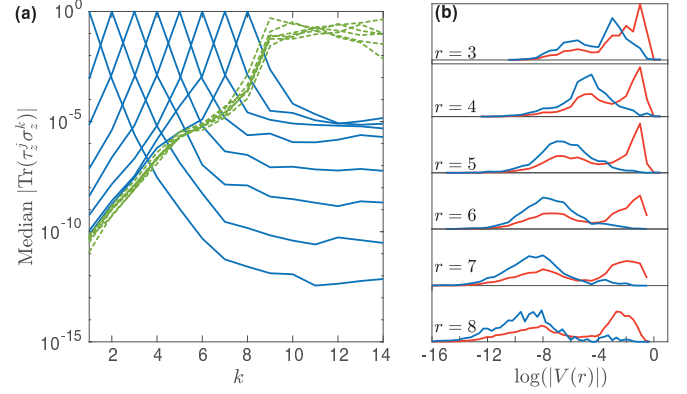 (a)
10^0
10^-5
10^-10
10^-15
Median |Tr(τ_z^j σ_z^k)|
2 4 6 8 10 12 14
k
(b)
r = 3
r = 4
r = 5
r = 6
r = 7
r = 8
-16 -12 -8 -4 0
log(|V(r)|)